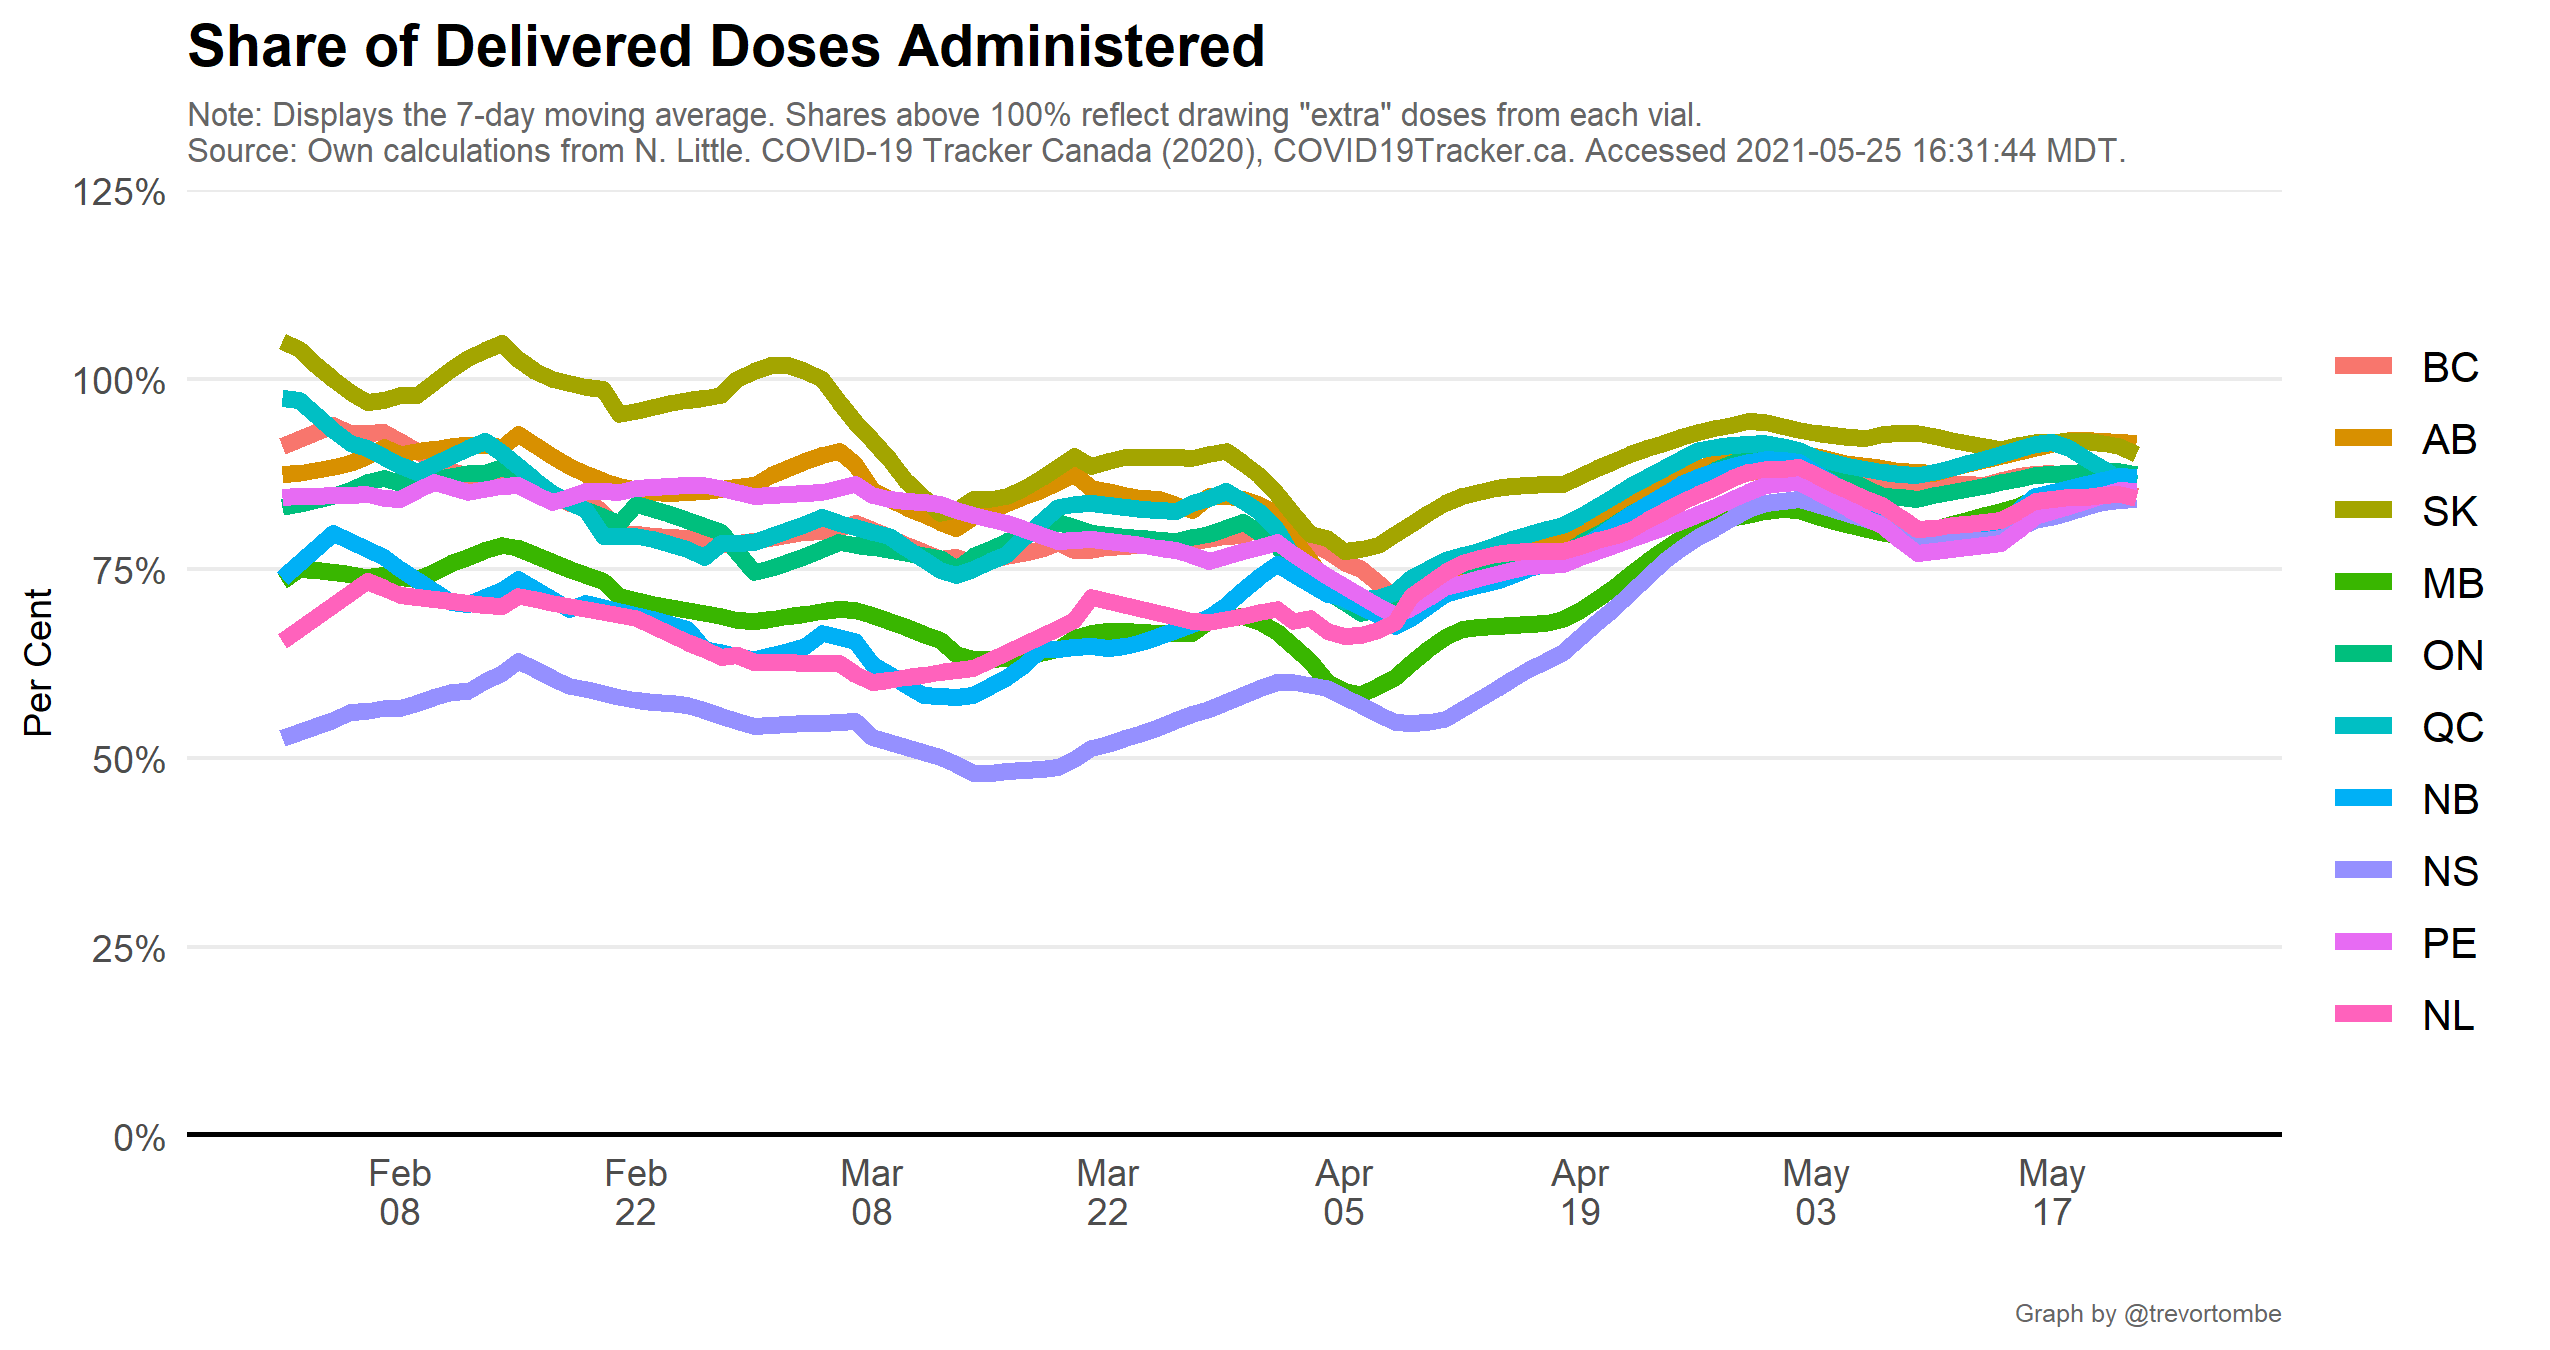 Share of Delivered Doses Administered
Note: Displays the 7-day moving average. Shares above 100% reflect drawing "extra" doses from each vial.
Source: Own calculations from N. Little. COVID-19 Tracker Canada (2020), COVID19Tracker.ca. Accessed 2021-05-25 16:31:44 MDT.
125%
100%
75%
50%
25%
0%
Per Cent
Feb 08
Feb 22
Mar 08
Mar 22
Apr 05
Apr 19
May 03
May 17
BC
AB
SK
MB
ON
QC
NB
NS
PE
NL
Graph by @trevortombe